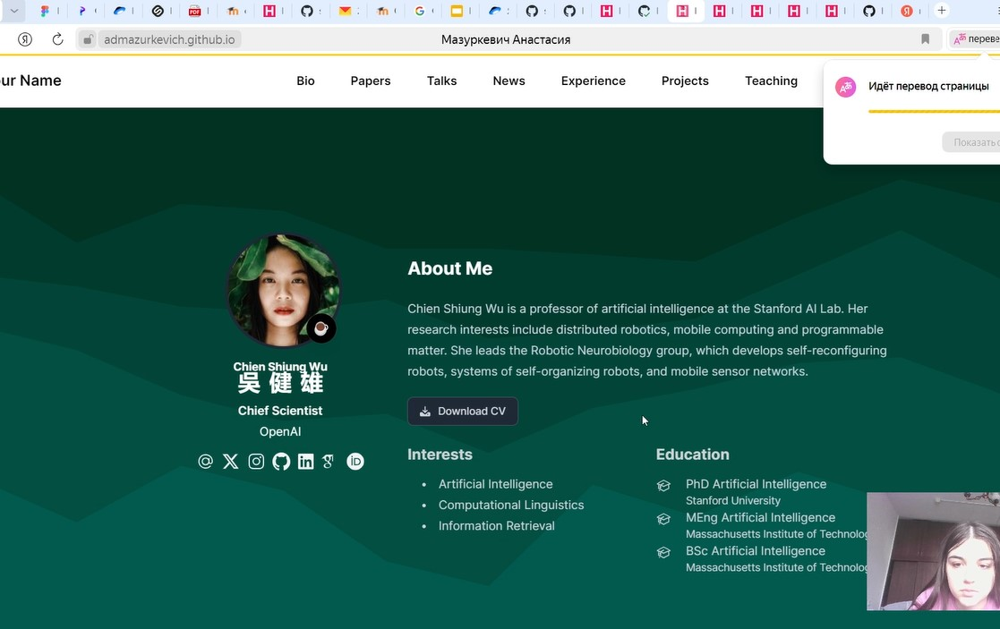 admazurkevich.github.io
Мазуркевич Анастасия
перевe
ur Name
Bio
Papers
Talks
News
Experience
Projects
Teaching
Идёт перевод страницы
Показать
About Me
Chien Shiung Wu is a professor of artificial intelligence at the Stanford AI Lab. Her
research interests include distributed robotics, mobile computing and programmable
matter. She leads the Robotic Neurobiology group, which develops self-reconfiguring
robots, systems of self-organizing robots, and mobile sensor networks.
Download CV
Chien Shiung Wu
吳健雄
Chief Scientist
OpenAI
Interests
Artificial Intelligence
Computational Linguistics
Information Retrieval
Education
PhD Artificial Intelligence
Stanford University
MEng Artificial Intelligence
Massachusetts Institute of Technolog
BSc Artificial Intelligence
Massachusetts Institute of Technolog